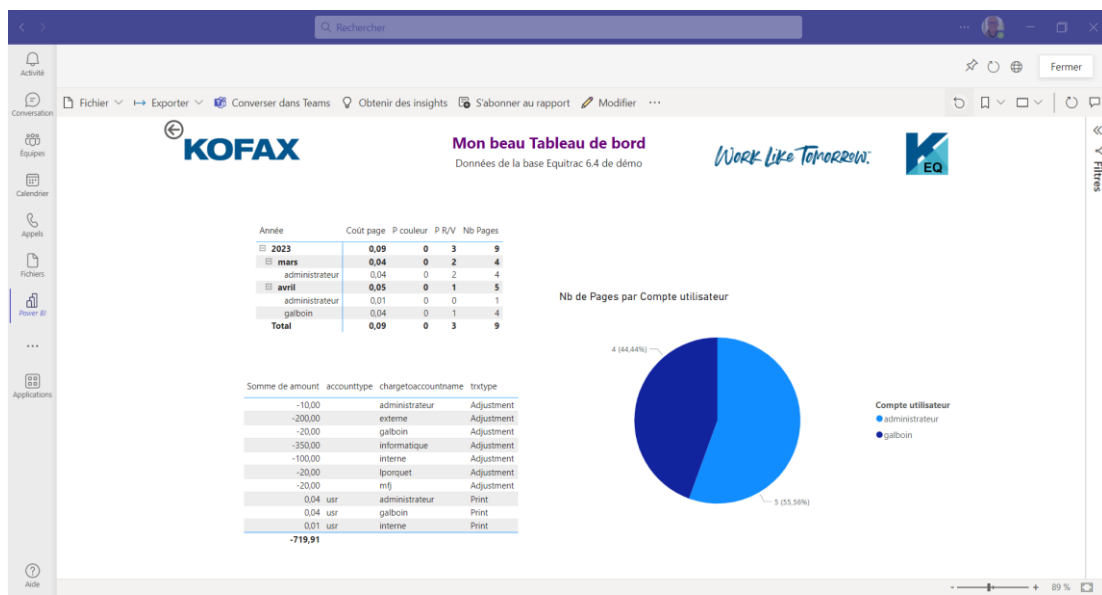 Rechercher
Activité
Conversation
Équipes
Calendrier
Appels
Fichiers
Power BI
Applications
Aide
Fermer
Fichier Exporter Converser dans Teams Obtenir des insights S'abonner au rapport Modifier
KOFAX
Mon beau Tableau de bord
Données de la base Equitrac 6.4 de démo
Work Like Tomorrow.
EQ
Filtres
Année Coût page P couleur P R/V Nb Pages
2023 0,09 0 3 9
mars 0,04 0 2 4
administrateur 0,04 0 2 4
avril 0,05 0 1 5
administrateur 0,01 0 0 1
galboin 0,04 0 1 4
Total 0,09 0 3 9
Somme de amount accounttype chargetoaccountname trxtype
-10,00 administrateur Adjustment
-200,00 externe Adjustment
-20,00 galboin Adjustment
-350,00 informatique Adjustment
-100,00 interne Adjustment
-20,00 lporquet Adjustment
-20,00 mfj Adjustment
0,04 usr administrateur Print
0,04 usr galboin Print
0,01 usr interne Print
-719,91
Nb de Pages par Compte utilisateur
4 (44,44%)
5 (55,56%)
Compte utilisateur
administrateur
galboin
89 %